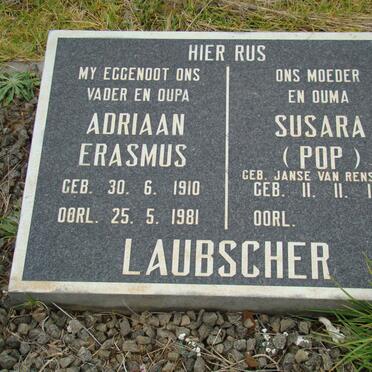 HIER RUS
MY EGGENOOT ONS
VADER EN OUPA
ADRIAAN
ERASMUS
GEB. 30. 6. 1910
OORL. 25. 5. 1981
ONS MOEDER
EN OUMA
SUSARA
(POP)
GEB. JANSE VAN
GEB. 11. 11.
OORL.
LAUBSCHER